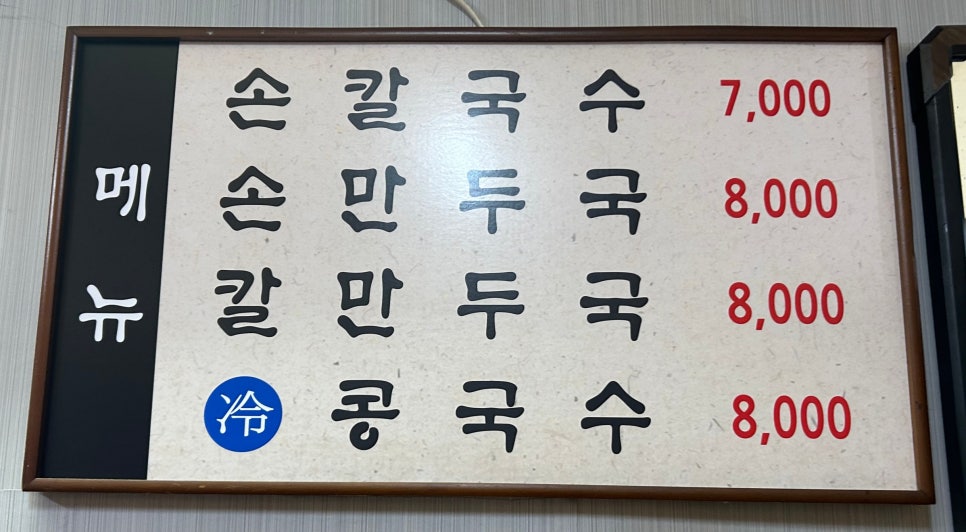 메뉴
손칼국수 7,000
손만두국 8,000
칼만두국 8,000
冷 콩국수 8,000